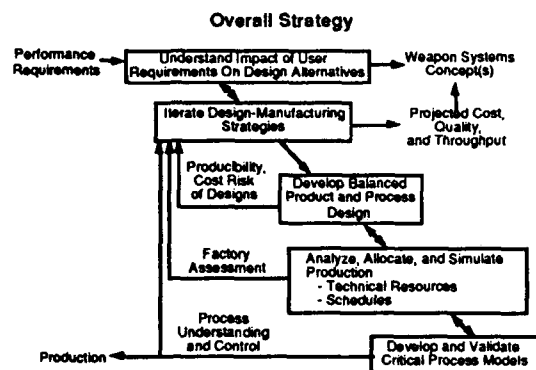 Overall Strategy
Performance
Requirements
Understand Impact of User
Requirements On Design Alternatives
Weapon Systems
Concept(s)
Iterate Design-Manufacturing
Strategies
Projected Cost,
Quality,
and Throughput
Producibility,
Cost Risk
of Designs
Develop Balanced
Product and Process
Design
Factory
Assessment
Analyze, Allocate, and Simulate
Production
- Technical Resources
- Schedules
Process
Understanding
and Control
Production
Develop and Validate
Critical Process Models